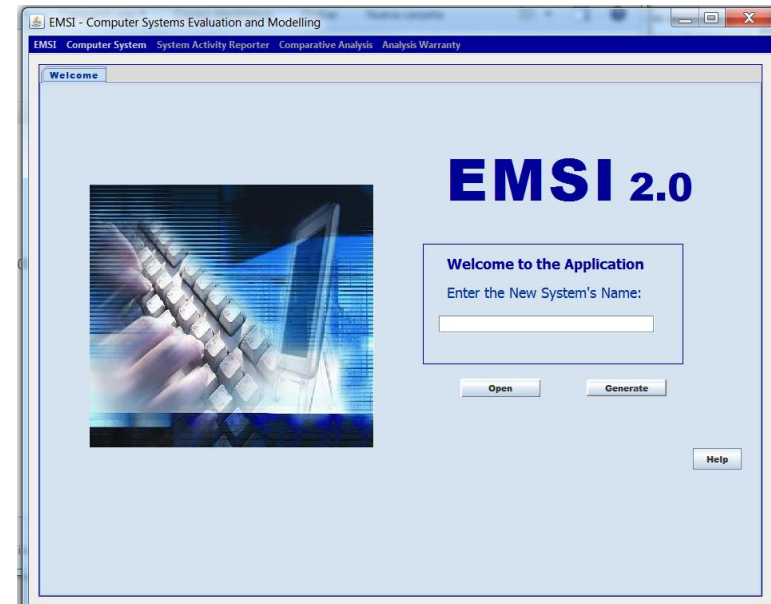 EMSI - Computer Systems Evaluation and Modelling
EMSI Computer System System Activity Reporter Comparative Analysis Analysis Warranty
Welcome
EMSI 2.0
Welcome to the Application
Enter the New System's Name:
Open Generate
Help